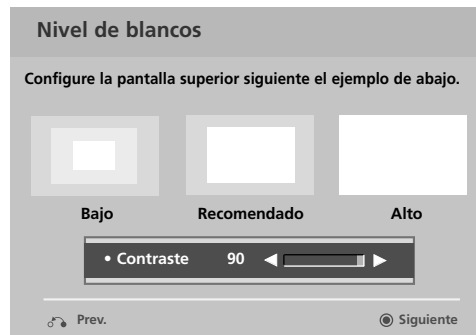 Nivel de blancos
Configure la pantalla superior siguiente el ejemplo de abajo.
Bajo Recomendado Alto
• Contraste 90
Prev. Siguiente